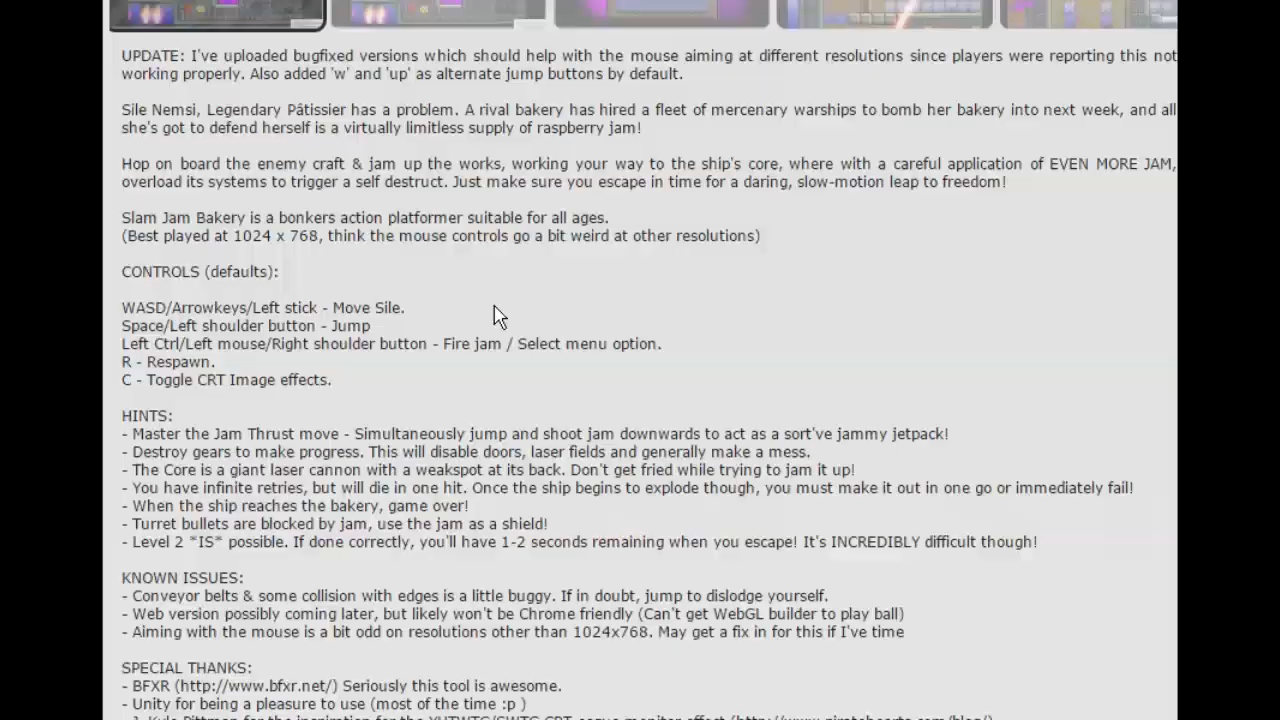 UPDATE: I've uploaded bugfixed versions which should help with the mouse aiming at different resolutions since players were reporting this not
working properly. Also added 'w' and 'up' as alternate jump buttons by default.
Sile Nemsi, Legendary Pâtissier has a problem. A rival bakery has hired a fleet of mercenary warships to bomb her bakery into next week, and all
she's got to defend herself is a virtually limitless supply of raspberry jam!
Hop on board the enemy craft & jam up the works, working your way to the ship's core, where with a careful application of EVEN MORE JAM,
overload its systems to trigger a self destruct. Just make sure you escape in time for a daring, slow-motion leap to freedom!
Slam Jam Bakery is a bonkers action platformer suitable for all ages.
(Best played at 1024 x 768, think the mouse controls go a bit weird at other resolutions)
CONTROLS (defaults):
WASD/Arrowkeys/Left stick - Move Sile.
Space/Left shoulder button - Jump
Left Ctrl/Left mouse/Right shoulder button - Fire jam / Select menu option.
R - Respawn.
C - Toggle CRT Image effects.
HINTS:
- Master the Jam Thrust move - Simultaneously jump and shoot jam downwards to act as a sort've jammy jetpack!
- Destroy gears to make progress. This will disable doors, laser fields and generally make a mess.
- The Core is a giant laser cannon with a weakspot at its back. Don't get fried while trying to jam it up!
- You have infinite retries, but will die in one hit. Once the ship begins to explode though, you must make it out in one go or immediately fail!
- When the ship reaches the bakery, game over!
- Turret bullets are blocked by jam, use the jam as a shield!
- Level 2 *IS* possible. If done correctly, you'll have 1-2 seconds remaining when you escape! It's INCREDIBLY difficult though!
KNOWN ISSUES:
- Conveyor belts & some collision with edges is a little buggy. If in doubt, jump to dislodge yourself.
- Web version possibly coming later, but likely won't be Chrome friendly (Can't get WebGL builder to play ball)
- Aiming with the mouse is a bit odd on resolutions other than 1024x768. May get a fix in for this if I've time
SPECIAL THANKS:
- BFXR (http://www.bfxr.net/) Seriously this tool is awesome.
- Unity for being a pleasure to use (most of the time :p )